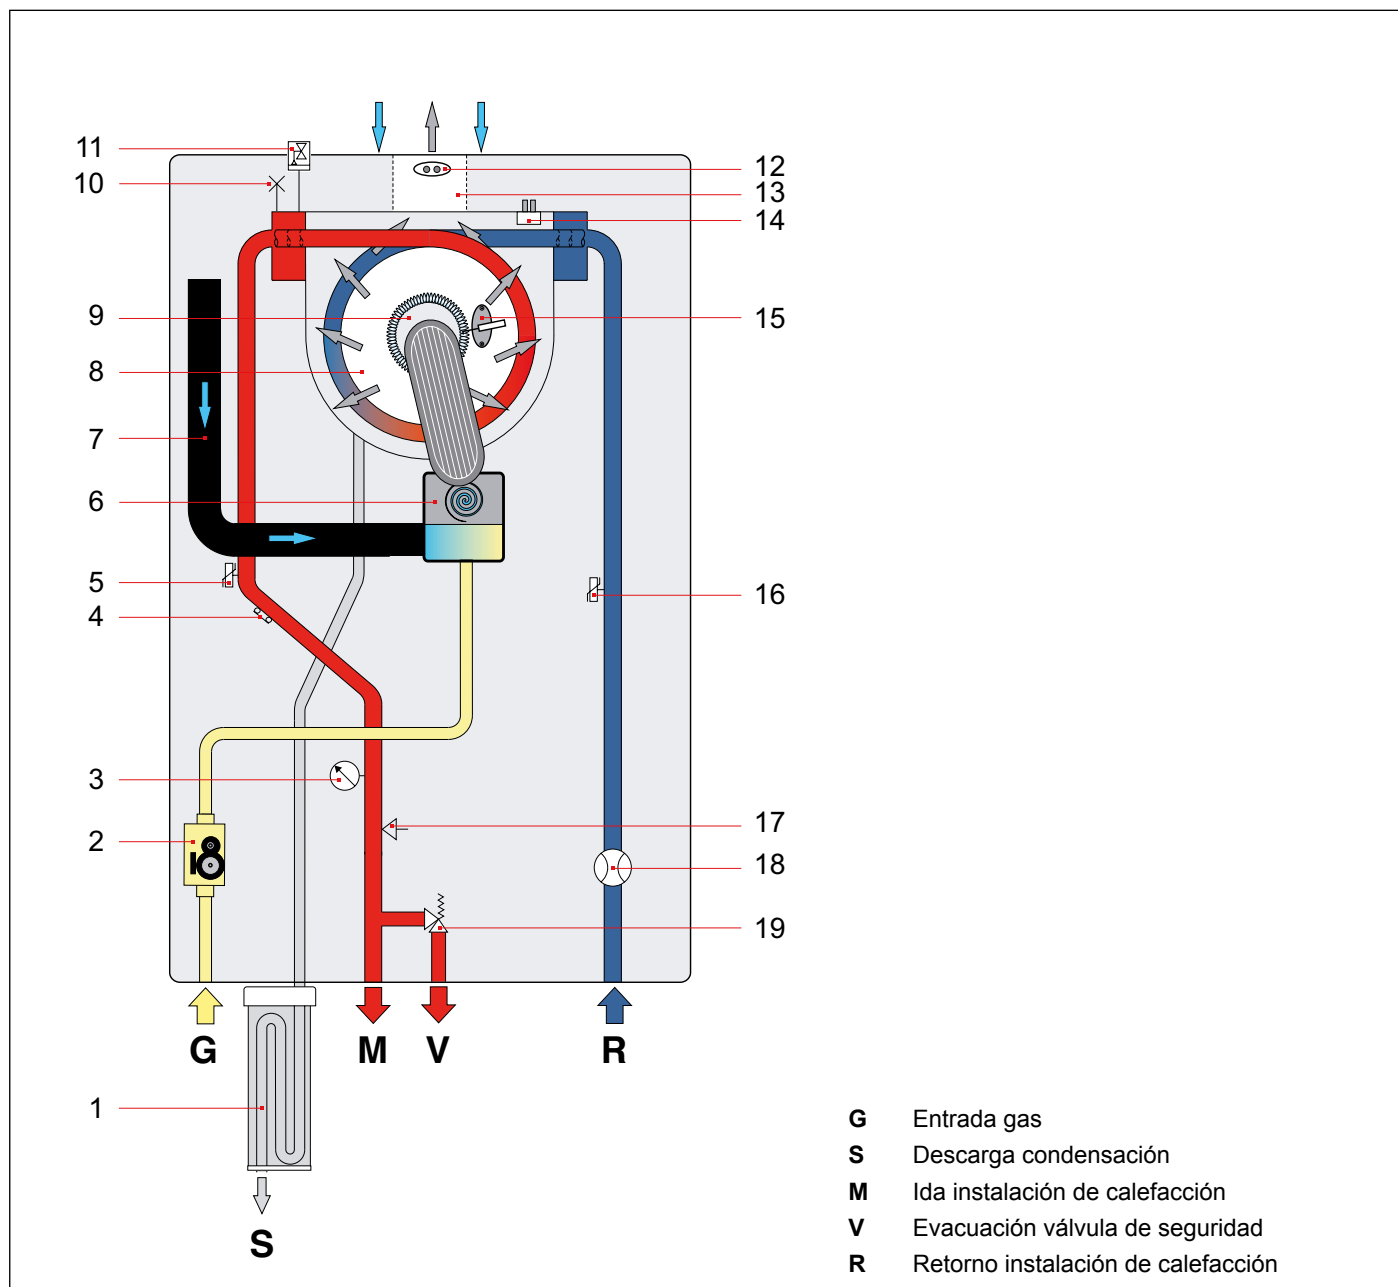 11
10
12
13
14
9
15
8
7
6
5
16
4
3
17
2
18
19
G
M
V
R
1
S
G Entrada gas
S Descarga condensación
M Ida instalación de calefacción
V Evacuación válvula de seguridad
R Retorno instalación de calefacción